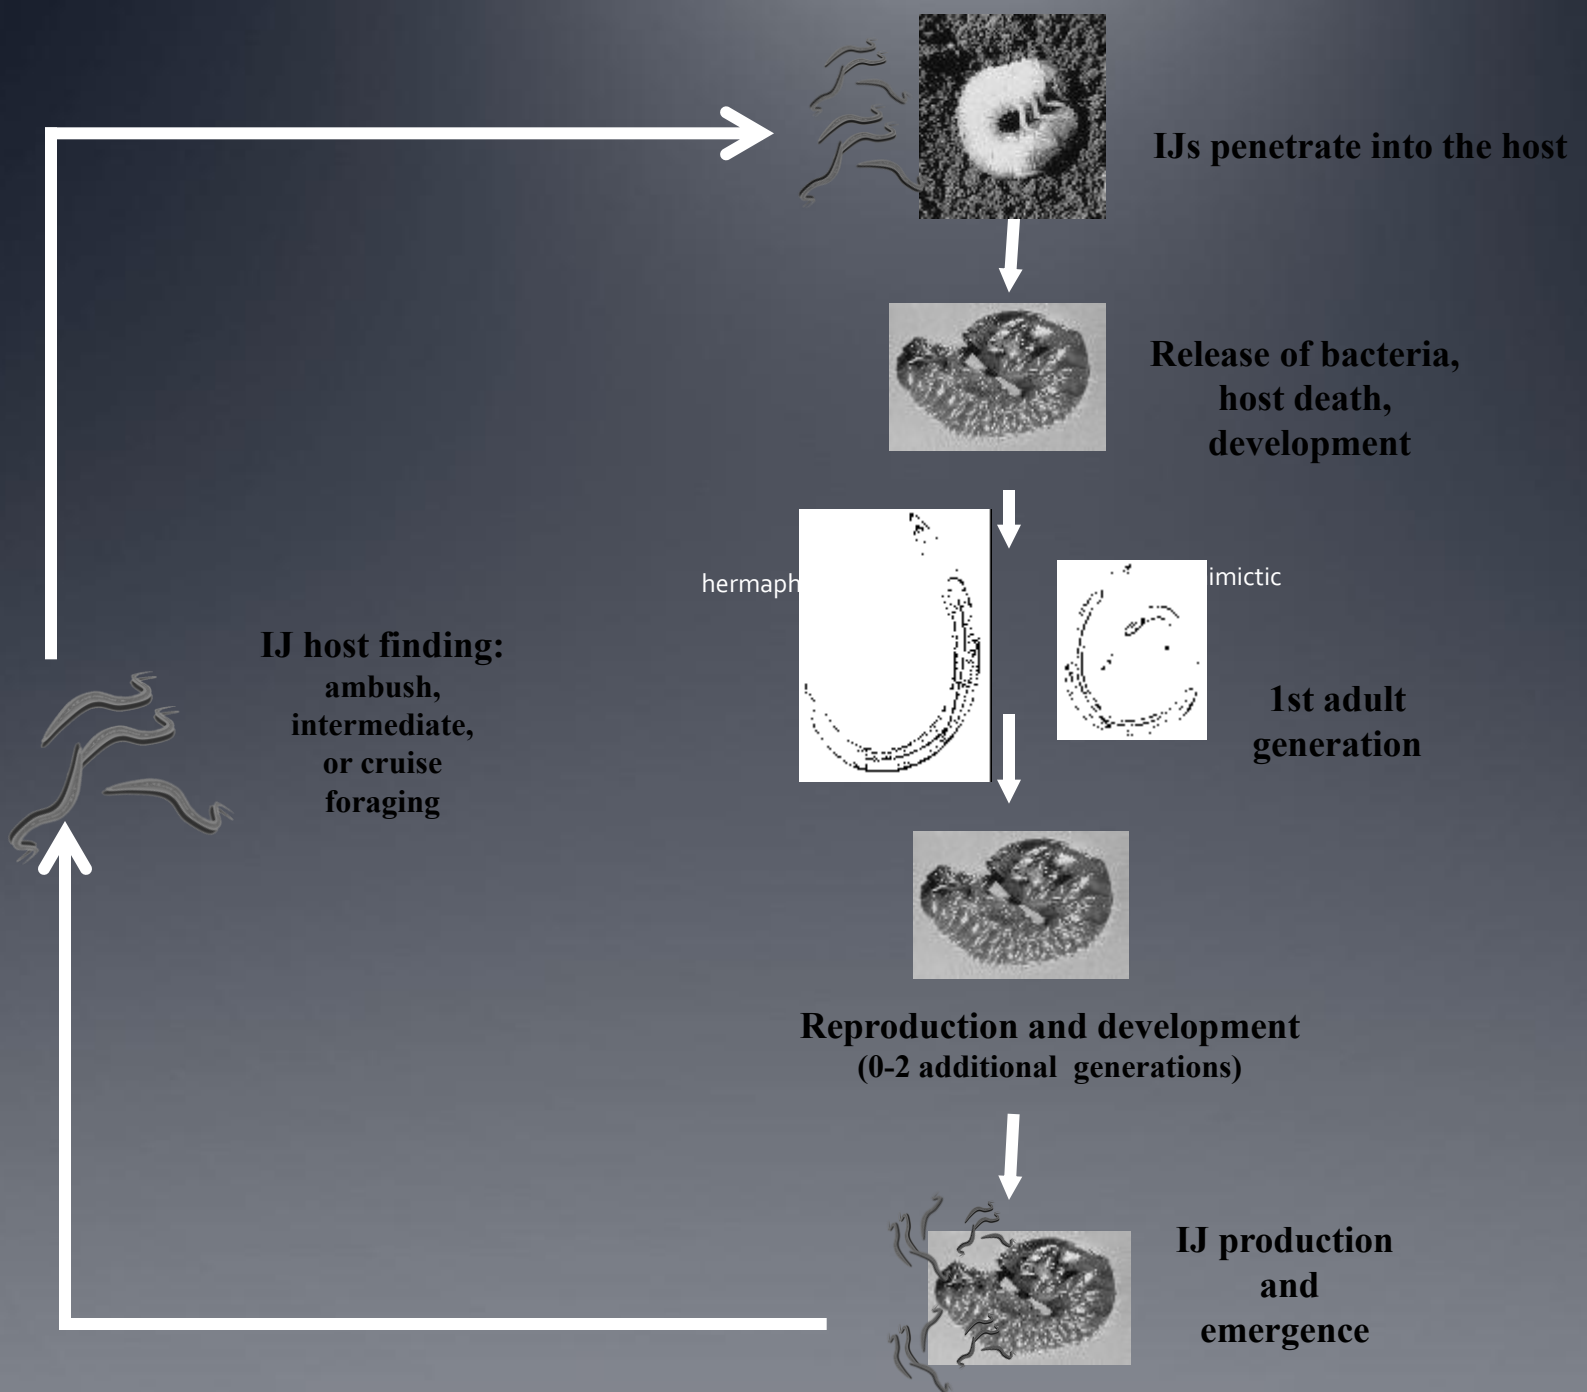 IJs penetrate into the host
Release of bacteria,
host death,
development
hermaph
imictic
IJ host finding:
ambush,
intermediate,
or cruise
foraging
1st adult
generation
Reproduction and development
(0-2 additional generations)
IJ production
and
emergence